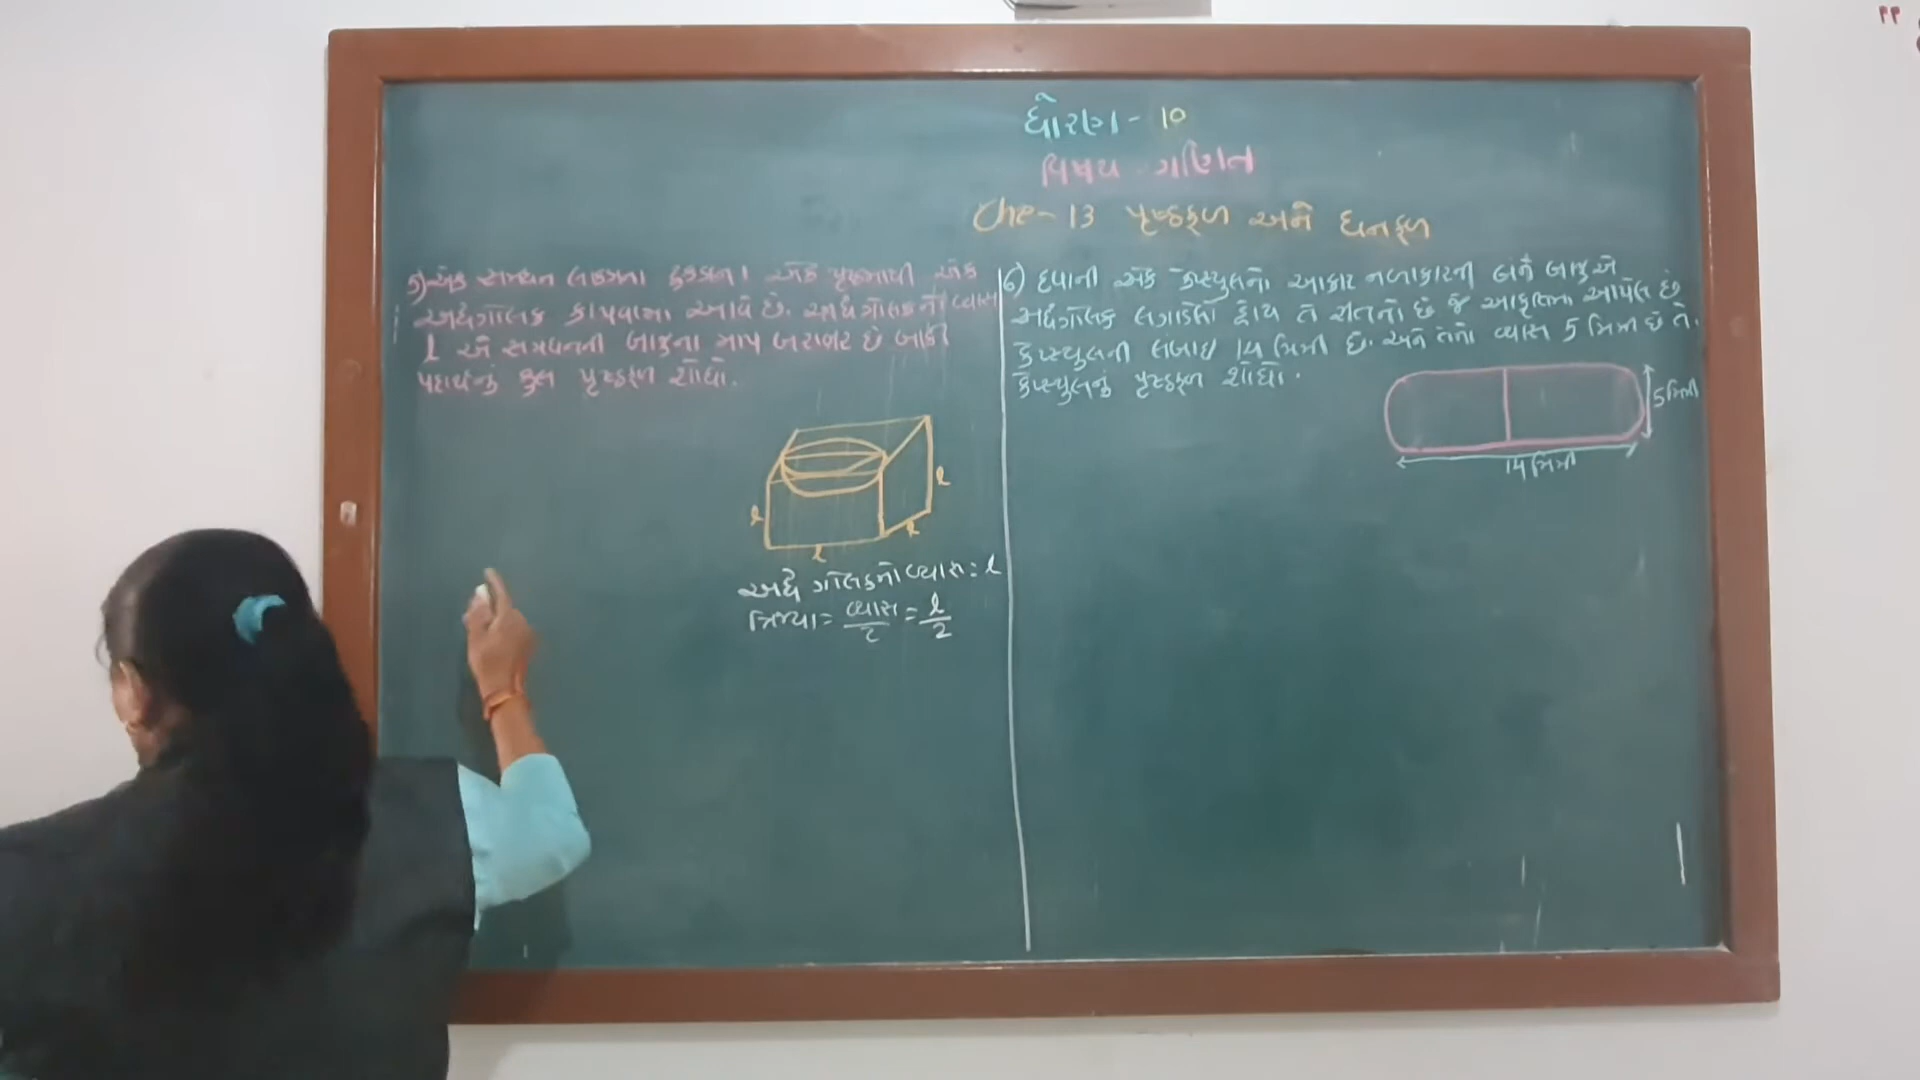 ધોરણ - 10
વિષય - ગણિત
Che - 13 પૃષ્ઠફળ અને ઘનફળ
5) એક સમઘન લાકડાના ટુકડાના એક પૃષ્ઠમાથી એક
અર્ધગોલક કાપવામા આવે છે. અર્ધગોલકનો વ્યાસ
l એ સમઘનની બાજુના માપ બરાબર છે બાકી
પદાર્થનું કુલ પૃષ્ઠફળ શોધો.
l
l
l
l
અર્ધ ગોલકનો વ્યાસ = l
ત્રિજ્યા = વ્યાસ/2 = l/2
6) દવાની એક કેપ્સ્યુલનો આકાર નળાકારની બંને બાજુએ
અર્ધગોલક લગાડેલો હોય તે રીતનો છે જે આકૃતિમા આપેલ છે
કેપ્સ્યુલની લંબાઇ 14 મિમી છે. અને તેનો વ્યાસ 5 મિમી છે તે.
કેપ્સ્યુલનું પૃષ્ઠફળ શોધો.
5 મિમી
14 મિમી